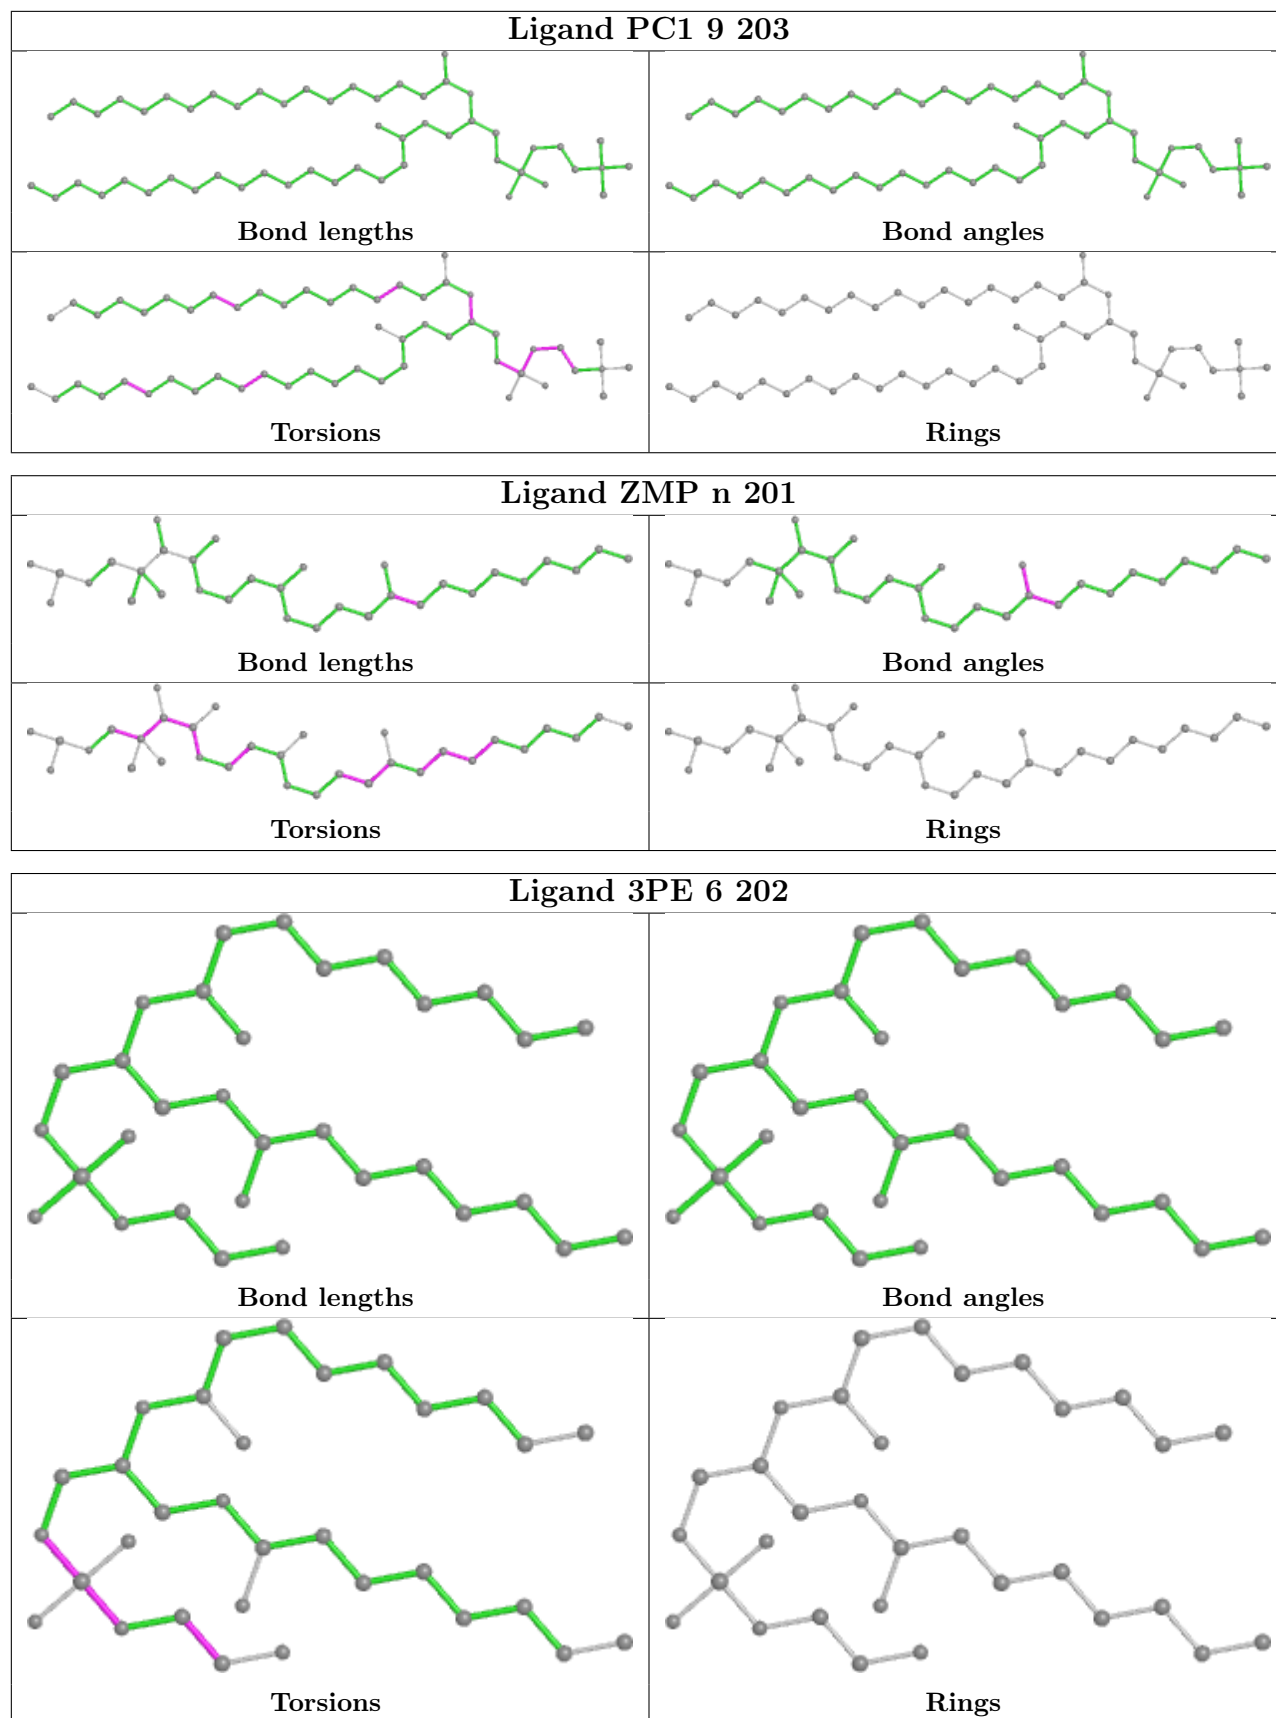 Ligand PC1 9 203
Bond lengths
Bond angles
Torsions
Rings
Ligand ZMP n 201
Bond lengths
Bond angles
Torsions
Rings
Ligand 3PE 6 202
Bond lengths
Bond angles
Torsions
Rings